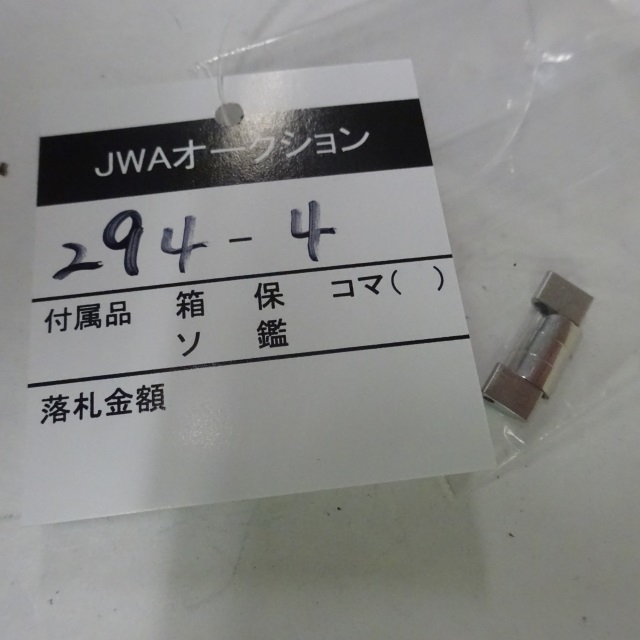 JWAオークション
294-4
付属品 箱 保 コマ( )
ソ 鑑
落札金額